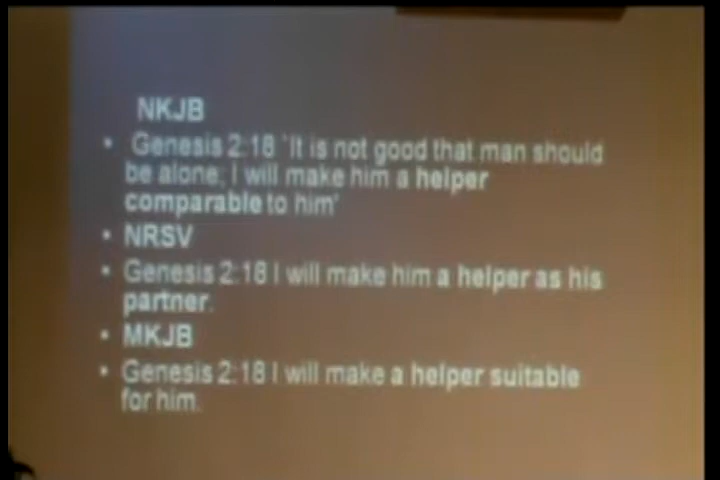 NKJB
• Genesis 2:18 'It is not good that man should
be alone; I will make him a helper
comparable to him'
• NRSV
• Genesis 2:18 I will make him a helper as his
partner.
• MKJB
• Genesis 2:18 I will make a helper suitable
for him.